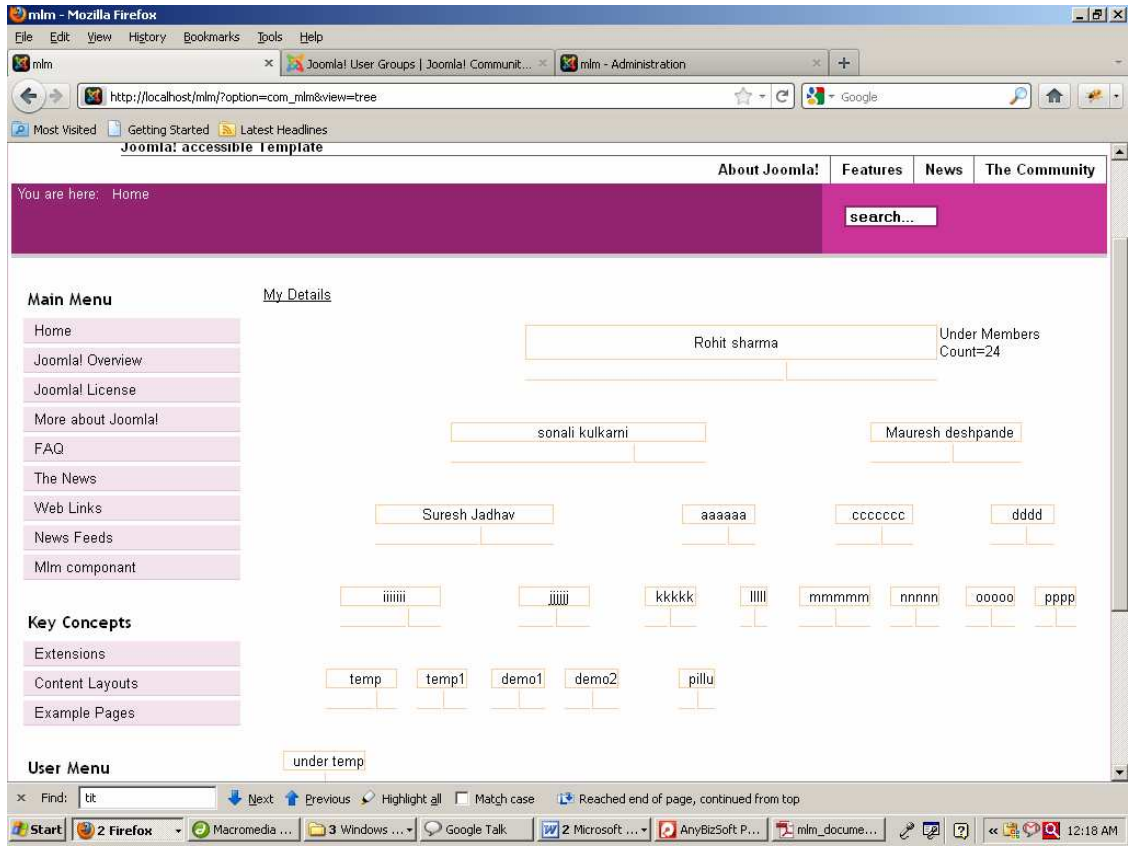 mlm - Mozilla Firefox
File Edit View History Bookmarks Tools Help
mlm
Joomla! User Groups | Joomla! Communit...
mlm - Administration
http://localhost/mlm/?option=com_mlm&view=tree
Google
Most Visited Getting Started Latest Headlines
Joomla! accessible Template
About Joomla! Features News The Community
You are here: Home
search...
Main Menu
Home
Joomla! Overview
Joomla! License
More about Joomla!
FAQ
The News
Web Links
News Feeds
Mlm componant
Key Concepts
Extensions
Content Layouts
Example Pages
User Menu
My Details
Rohit sharma
Under Members
Count=24
sonali kulkarni Mauresh deshpande
Suresh Jadhav aaaaaa ccccccc dddd
iiiiiii jjjjjj kkkkk lllll mmmmm nnnnn ooooo pppp
temp temp1 demo1 demo2 pillu
under temp
Find: tit Next Previous Highlight all Match case Reached end of page, continued from top
Start 2 Firefox Macromedia ... 3 Windows ... Google Talk 2 Microsoft ... AnyBizSoft P... mlm_docume... 12:18 AM